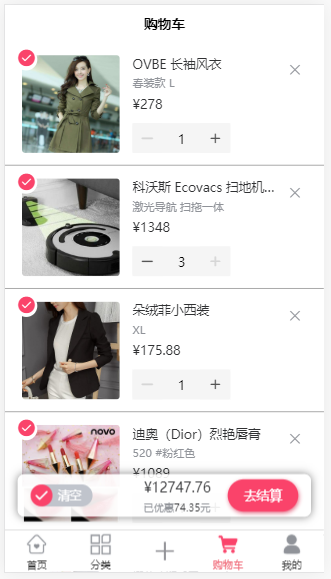 购物车
OVBE 长袖风衣
春装款 L
¥278
1
科沃斯 Ecovacs 扫地机...
激光导航 扫拖一体
¥1348
3
朵绒菲小西装
XL
¥175.88
1
novo
迪奥（Dior）烈艳唇膏
520 #粉红色
¥1089
清空
¥12747.76
已优惠74.35元
去结算
首页
分类
购物车
我的